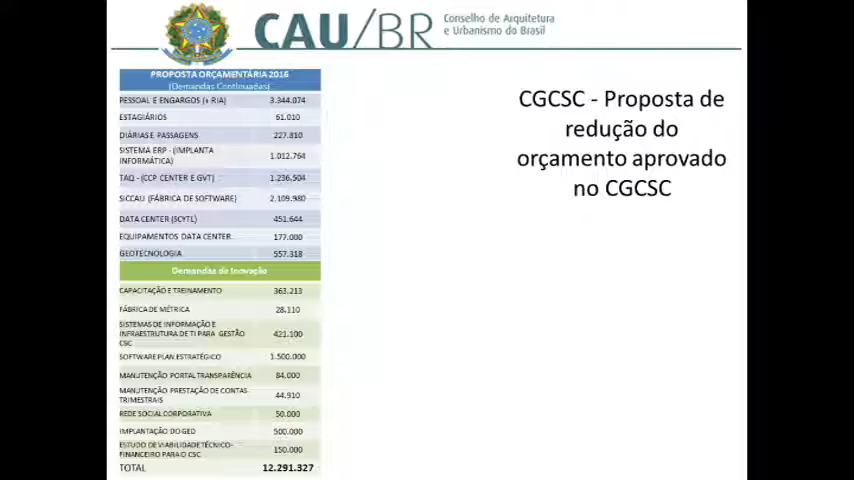 CAU/BR
Conselho de Arquitetura
e Urbanismo do Brasil
PROPOSTA ORÇAMENTÁRIA 2016
(Demandas Continuadas)
PESSOAL E ENGARGOS (+ RIA) 3.344.074
ESTAGIÁRIOS 61.010
DIÁRIAS E PASSAGENS 227.810
SISTEMA ERP - (IMPLANTA
INFORMÁTICA) 1.012.764
TAQ - (CCP CENTER E GVT) 1.236.504
SICCAU (FÁBRICA DE SOFTWARE) 2.109.980
DATA CENTER (SCYTL) 451.644
EQUIPAMENTOS DATA CENTER 177.000
GEOTECNOLOGIA 557.318
Demandas de Inovação
CAPACITAÇÃO E TREINAMENTO 363.213
FÁBRICA DE MÉTRICA 28.110
SISTEMAS DE INFORMAÇÃO E
INFRAESTRUTURA DE TI PARA GESTÃO
CSC 421.100
SOFTWARE PLAN ESTRATÉGICO 1.500.000
MANUTENÇÃO PORTAL TRANSPARÊNCIA 84.000
MANUTENÇÃO PRESTAÇÃO DE CONTAS
TRIMESTRAIS 44.910
REDE SOCIAL CORPORATIVA 50.000
IMPLANTAÇÃO DO GED 500.000
ESTUDO DE VIABILIDADE TÉCNICO-
FINANCEIRO PARA O CSC 150.000
TOTAL 12.291.327
CGCSC - Proposta de
redução do
orçamento aprovado
no CGCSC